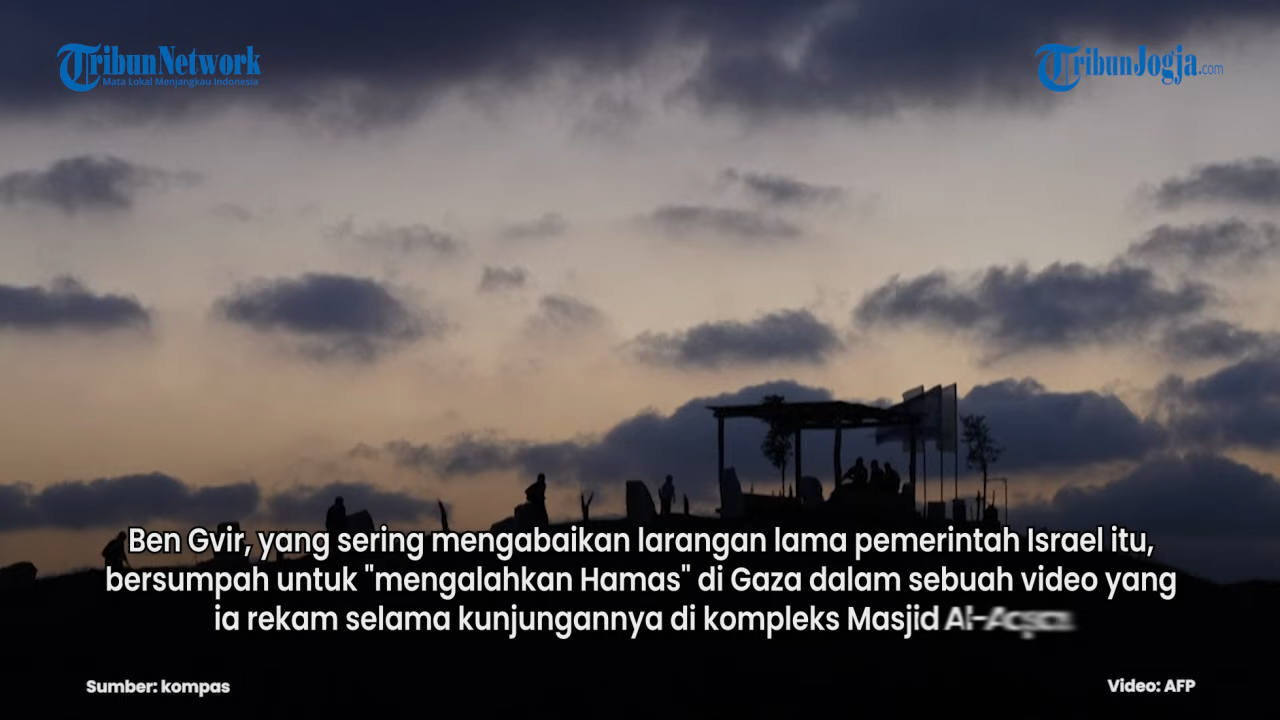 TribunNetwork
Mata Lokal Menjangkau Indonesia
TribunJogja.com
Ben Gvir, yang sering mengabaikan larangan lama pemerintah Israel itu,
bersumpah untuk "mengalahkan Hamas" di Gaza dalam sebuah video yang
ia rekam selama kunjungannya di kompleks Masjid Al-Aqsa.
Sumber: kompas
Video: AFP